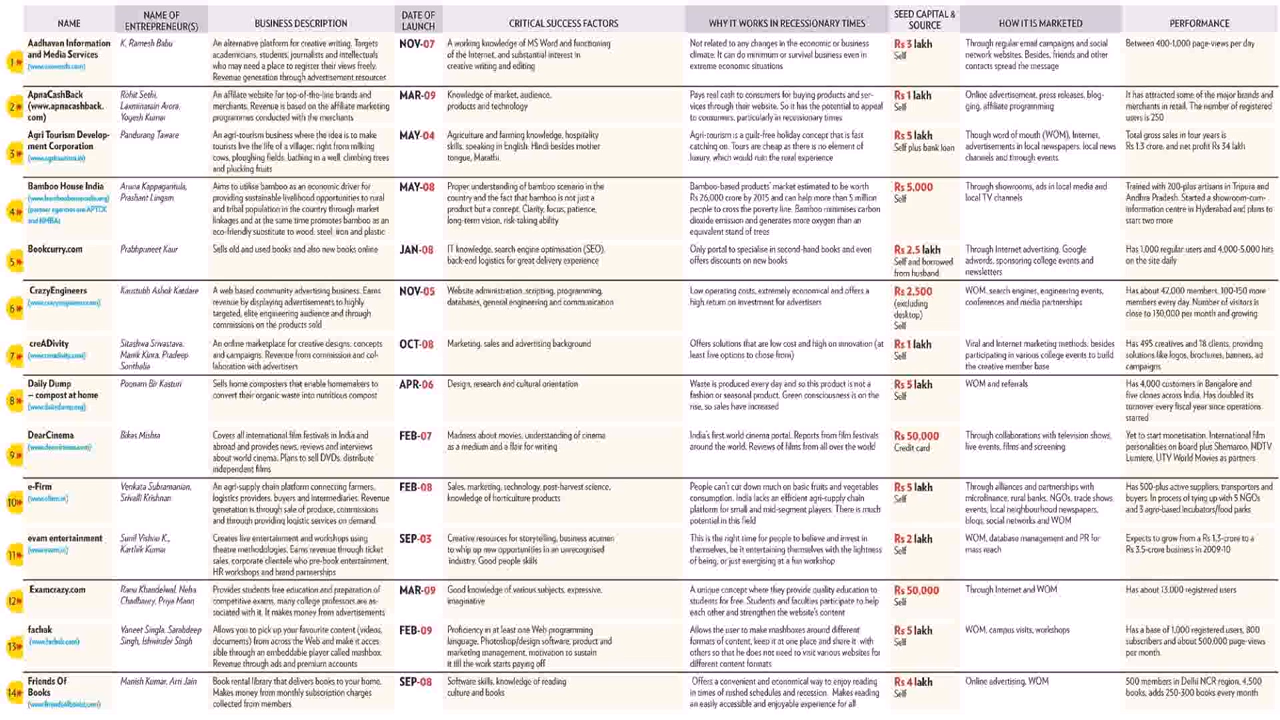 NAME
NAME OF
ENTREPRENEUR(S)
BUSINESS DESCRIPTION
DATE OF
LAUNCH
CRITICAL SUCCESS FACTORS
WHY IT WORKS IN RECESSIONARY TIMES
SEED CAPITAL &
SOURCE
HOW IT IS MARKETED
PERFORMANCE
1
Aadhavan Information
and Media Services
K. Ramesh Babu
An alternative platform for creative writing. Targets
academicians, students, journalists and intellectuals
who may need a place to register their views freely.
Revenue generation through advertisement resources
NOV-07
A working knowledge of MS Word and functioning
of the Internet, and substantial interest in
creative writing and editing
Not related to any changes in the economic or business
climate: It can do minimum or survival business even in
extreme economic situations
Rs 3 lakh
Self
Through regular email campaigns and social
network websites. Besides, friends and other
contacts spread the message
Between 400-1,000 page-views per day
2
ApnaCashBack
(www.apnacashback.
com)
Rohit Sethi,
Laxminarain Arora,
Yogesh Kumar
An affiliate website for top-of-the-line brands and
merchants. Revenue is based on the affiliate marketing
programmes conducted with the merchants
MAR-09
Knowledge of market, audience,
products and technology
Pays real cash to consumers for buying products and ser-
vices through their website. So it has the potential to appeal
to consumers, particularly in recessionary times
Rs 1 lakh
Self
Online advertisement, press releases, blog-
ging, affiliate programming
It has attracted some of the major brands and
merchants in retail. The number of registered
users is 250
3
Agri Tourism Develop-
ment Corporation
Pandurang Taware
An agri-tourism business where the idea is to make
tourists live the life of a villager: right from milking
cows, ploughing fields, bathing in a well, climbing trees
and plucking fruits
MAY-04
Agriculture and farming knowledge, hospitality
skills, speaking in English, Hindi besides mother
tongue, Marathi.
Agri-tourism is a guilt-free holiday concept that is fast
catching on. Tours are cheap as there is no element of
luxury, which would ruin the rural experience
Rs 5 lakh
Self plus bank loan
Though word of mouth (WOM), Internet,
advertisements in local newspapers, local news
channels and through events.
Total gross sales in four years is
Rs 1.3 crore, and net profit Rs 34 lakh
4
Bamboo House India
Aruna Kappagantula,
Prashant Lingam
Aims to utilise bamboo as an economic driver for
providing sustainable livelihood opportunities to rural
and tribal population in the country through market
linkages and, at the same time promotes bamboo as an
eco-friendly substitute to wood, steel, iron and plastic
MAY-08
Proper understanding of bamboo scenario in the
country and the fact that bamboo is not just a
product but a concept. Clarity, focus, patience,
long-term vision, risk-taking ability
Bamboo-based products' market estimated to be worth
Rs 26,000 crore by 2015 and can help more than 5 million
people to cross the poverty line. Bamboo minimises carbon
dioxide emission and generates more oxygen than an
equivalent stand of trees
Rs 5,000
Through showrooms, ads in local media and
local TV channels
Trained with 200-plus artisans in Tripura and
Andhra Pradesh. Started a showroom-cum-
information centre in Hyderabad and plans to
start two more
5
Bookcurry.com
Prabhpuneet Kaur
Sells old and used books and also new books online
JAN-08
IT knowledge, search engine optimisation (SEO),
back-end logistics for great delivery experience
Only portal to specialise in second-hand books and even
offers discounts on new books
Rs 2.5 lakh
Self and borrowed
from husband
Through Internet advertising, Google
adwords, sponsoring college events and
newsletters
Has 1,000 regular users and 4,000-5,000 hits
on the site daily
6
CrazyEngineers
Kaustubh Ashok Katdare
A web based community advertising business. Earns
revenue by displaying advertisements to highly
targeted, elite engineering audience and through
commissions on the products sold
NOV-05
Website administration, scripting, programming,
databases, general engineering and communication
Low operating costs, extremely economical and offers a
high return on investment for advertisers
Rs 2,500
(excluding
desktop)
Self
WOM, search engines, engineering events,
conferences and media partnerships
Has about 42,000 members, 100-150 more
members every day. Number of visitors is
close to 130,000 per month and growing
7
creADivity
Sitashwa Srivastava,
Manik Kinra, Pradeep
Sonthalia
An online marketplace for creative designs, concepts
and campaigns. Revenue from commission and col-
laboration with advertisers
OCT-08
Marketing, sales and advertising background
Offers solutions that are low cost and high on innovation (at
least five options to chose from)
Rs 1 lakh
Self
Viral and Internet marketing methods, besides
participating in various college events to build
the creative member base
Has 495 creatives and 18 clients, providing
solutions like logos, brochures, banners, ad
campaigns.
8
Daily Dump
– compost at home
Poonam Bir Kasturi
Sells home composters that enable homemakers to
convert their organic waste into nutritious compost
APR-06
Design, research and cultural orientation
Waste is produced every day and so this product is not a
fashion or seasonal product. Green consciousness is on the
rise, so sales have increased
Rs 5 lakh
Self
WOM and referrals
Has 4,000 customers in Bangalore and
five clones across India. Has doubled its
turnover every fiscal year since operations
started
9
DearCinema
Bikas Mishra
Covers all international film festivals in India and
abroad and provides news, reviews and interviews
about world cinema. Plans to sell DVDs, distribute
independent films
FEB-07
Madness about movies, understanding of cinema
as a medium and a flair for writing
India's first world cinema portal. Reports from film festivals
around the world. Reviews of films from all over the world
Rs 50,000
Credit card
Through collaborations with television shows,
live events, films and screening
Yet to start monetisation. International film
personalities on board plus Shemaroo, NDTV
Lumiere, UTV World Movies as partners
10
e-Firm
Venkata Subramanian,
Srivalli Krishnan
An agri-supply chain platform connecting farmers,
logistics providers, buyers and intermediaries. Revenue
generation is through sale of produce, commissions
and through providing logistic services on demand.
FEB-08
Sales, marketing, technology, post-harvest science,
knowledge of horticulture products
People can't cut down much on basic fruits and vegetables
consumption. India lacks an efficient agri-supply chain
platform for small and mid-segment players. There is much
potential in this field
Rs 5 lakh
Self
Through alliances and partnerships with
microfinance, rural banks, NGOs, trade shows
events, local neighbourhood newspapers,
blogs, social networks and WOM
Has 500-plus active suppliers, transporters and
buyers. In process of tying up with 5 NGOs
and 3 agro-based incubators/food parks
11
evam entertainment
Sunil Vishnu K.,
Karthik Kumar
Creates live entertainment and workshops using
theatre methodologies. Earns revenue through ticket
sales, corporate clientele who pre-book entertainment,
HR workshops and brand partnerships
SEP-03
Creative resources for storytelling, business acumen
to whip up new opportunities in an unrecognised
industry. Good people skills
This is the right time for people to believe and invest in
themselves, be it entertaining themselves with the lightness
of being, or just energising at a fun workshop
Rs 2 lakh
Self
WOM, database management and PR for
mass reach
Expects to grow from a Rs 1.3-crore to a
Rs 3.5-crore business in 2009-10
12
Examcrazy.com
Ranu Khandelwal, Neha
Chaudhary, Priya Mann
Provides students free education and preparation of
competitive exams, many college professors are as-
sociated with it. It makes money from advertisements
MAR-09
Good knowledge of various subjects, expressive,
imaginative
A unique concept where they provide quality education to
students for free. Students and faculties participate to help
each other and strengthen the website's content
Rs 50,000
Self
Through Internet and WOM
Has about 13,000 registered users
13
fachak
Vaneet Singla, Sarabdeep
Singh, Ishwinder Singh
Allows you to pick up your favourite content (videos,
documents) from across the Web and make it acces-
sible through an embeddable player called mashbox.
Revenue through ads and premium accounts
FEB-09
Proficiency in at least one Web programming
language, Photoshop/design software, product and
marketing management, motivation to sustain
it till the work starts paying off
Allows the user to make mashboxes around different
formats of content, keep it at one place and share it with
others so that he does not need to visit various websites for
different content formats
Rs 5 lakh
Self
WOM, campus visits, workshops
Has a base of 1,000 registered users, 800
subscribers and about 500,000 page-views
per month.
14
Friends Of
Books
Manish Kumar, Arti Jain
Book rental library that delivers books to your home.
Makes money from monthly subscription charges
collected from members
SEP-08
Software skills, knowledge of reading
culture and books
Offers a convenient and economical way to enjoy reading
in times of rushed schedules and recession. Makes reading
an easily accessible and enjoyable experience for all
Rs 4 lakh
Self
Online advertising, WOM
500 members in Delhi NCR region, 4,500
books, adds 250-300 books every month